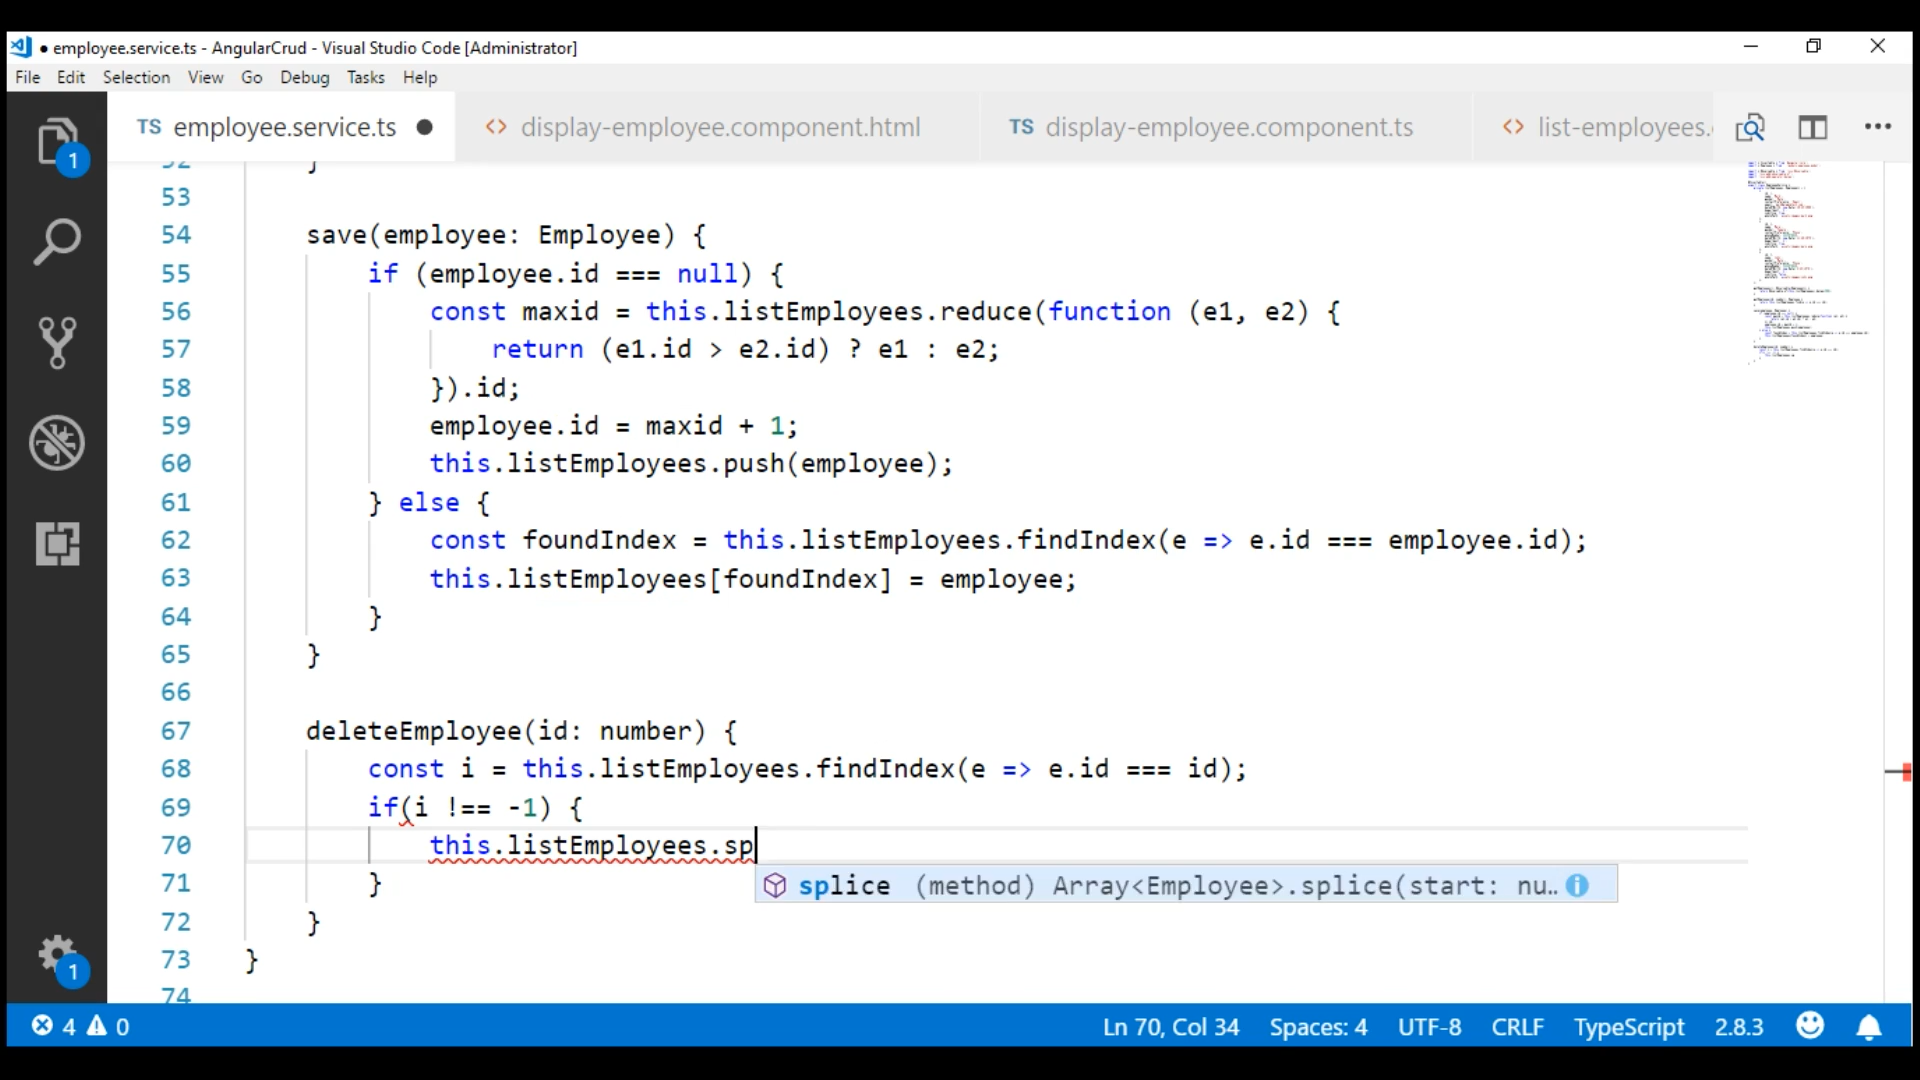 employee.service.ts - AngularCrud - Visual Studio Code [Administrator]
File Edit Selection View Go Debug Tasks Help
TS employee.service.ts <> display-employee.component.html TS display-employee.component.ts <> list-employees.
1
52 }
53
54 save(employee: Employee) {
55 if (employee.id === null) {
56 const maxid = this.listEmployees.reduce(function (e1, e2) {
57 return (e1.id > e2.id) ? e1 : e2;
58 }).id;
59 employee.id = maxid + 1;
60 this.listEmployees.push(employee);
61 } else {
62 const foundIndex = this.listEmployees.findIndex(e => e.id === employee.id);
63 this.listEmployees[foundIndex] = employee;
64 }
65 }
66
67 deleteEmployee(id: number) {
68 const i = this.listEmployees.findIndex(e => e.id === id);
69 if(i !== -1) {
70 this.listEmployees.sp
71 }
splice (method) Array<Employee>.splice(start: nu..
72 }
73 }
1
74
4 0 Ln 70, Col 34 Spaces: 4 UTF-8 CRLF TypeScript 2.8.3